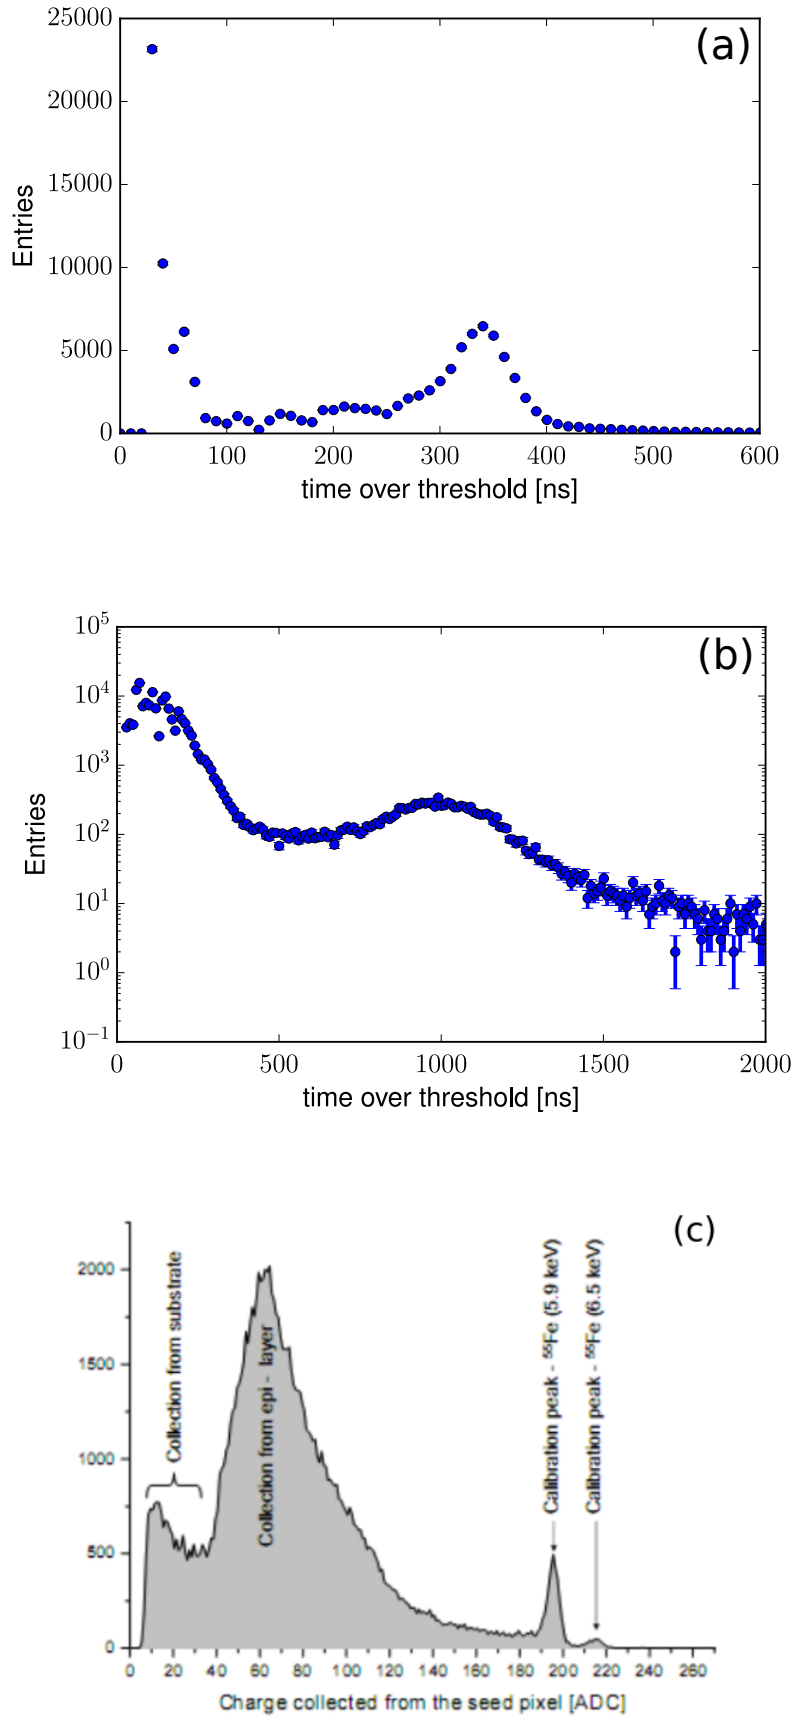 (a)
25000
20000
15000
10000
5000
0
Entries
0 100 200 300 400 500 600
time over threshold [ns]
(b)
10^5
10^4
10^3
10^2
10^1
10^0
10^-1
Entries
0 500 1000 1500 2000
time over threshold [ns]
(c)
2000
1500
1000
500
0
Collection from substrate
Collection from epi - layer
Calibration peak - ⁵⁵Fe (5.9 keV)
Calibration peak - ⁵⁵Fe (6.5 keV)
0 20 40 60 80 100 120 140 160 180 200 220 240 260
Charge collected from the seed pixel [ADC]